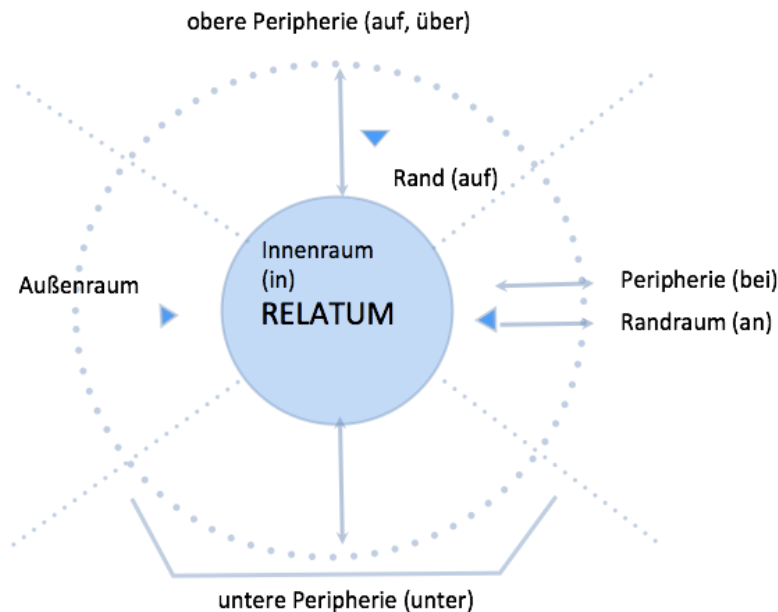 obere Peripherie (auf, über)
Rand (auf)
Innenraum
(in)
RELATUM
Außenraum
Peripherie (bei)
Randraum (an)
untere Peripherie (unter)